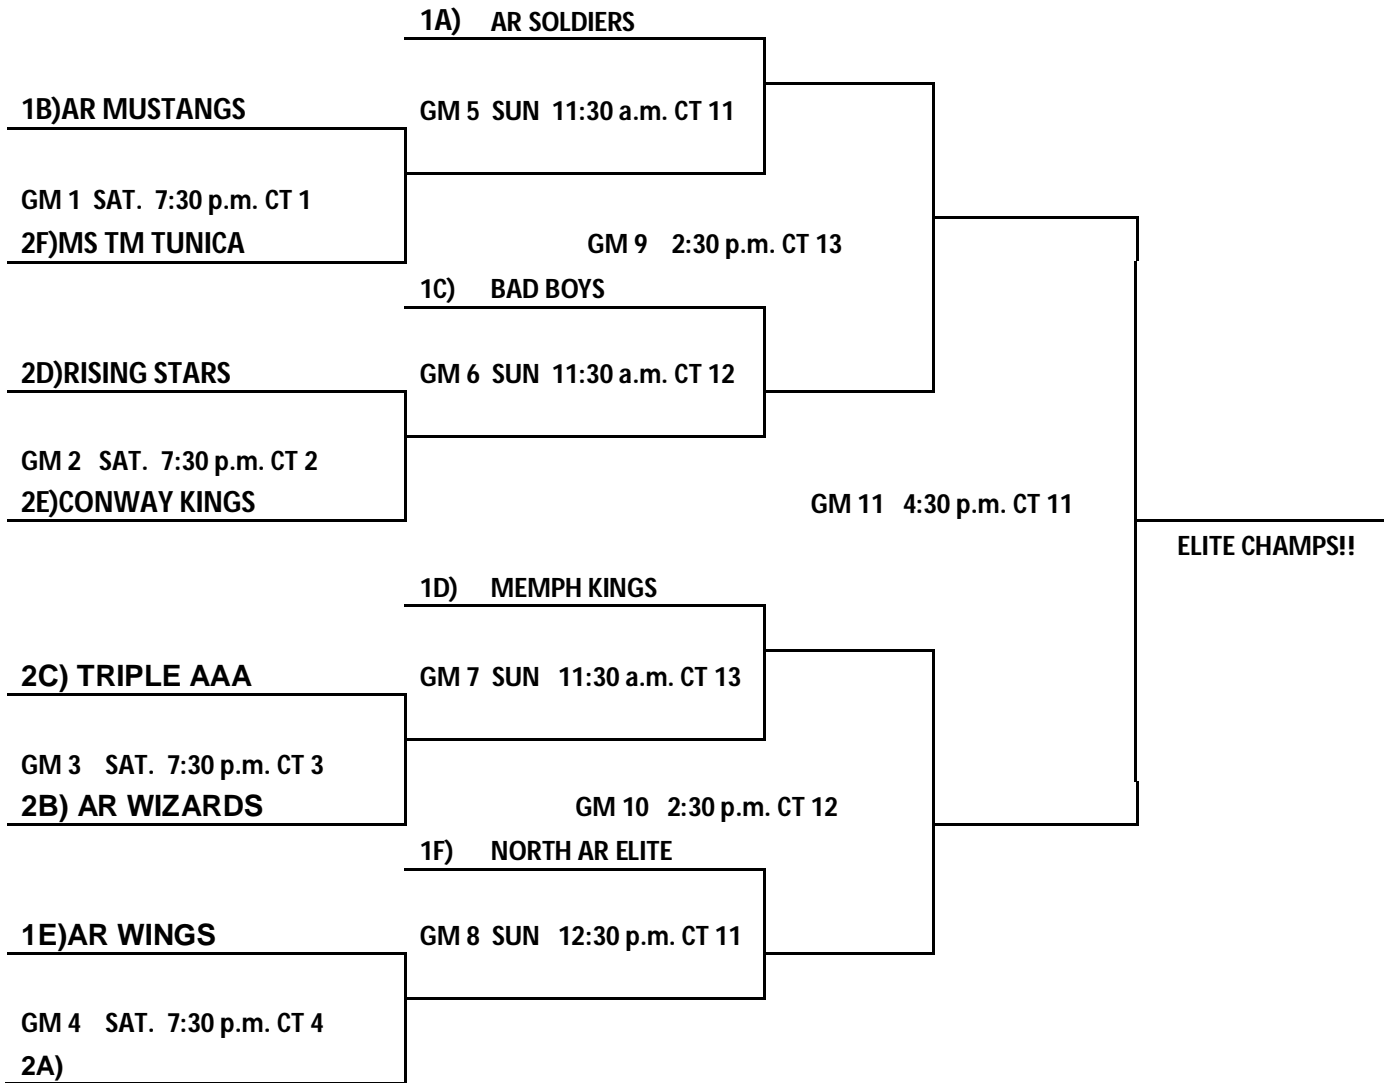 1A) AR SOLDIERS
1B)AR MUSTANGS
GM 5 SUN 11:30 a.m. CT 11
GM 1 SAT. 7:30 p.m. CT 1
2F)MS TM TUNICA
GM 9 2:30 p.m. CT 13
1C) BAD BOYS
2D)RISING STARS
GM 6 SUN 11:30 a.m. CT 12
GM 2 SAT. 7:30 p.m. CT 2
2E)CONWAY KINGS
GM 11 4:30 p.m. CT 11
ELITE CHAMPS!!
1D) MEMPH KINGS
2C) TRIPLE AAA
GM 7 SUN 11:30 a.m. CT 13
GM 3 SAT. 7:30 p.m. CT 3
2B) AR WIZARDS
GM 10 2:30 p.m. CT 12
1F) NORTH AR ELITE
1E)AR WINGS
GM 8 SUN 12:30 p.m. CT 11
GM 4 SAT. 7:30 p.m. CT 4
2A)